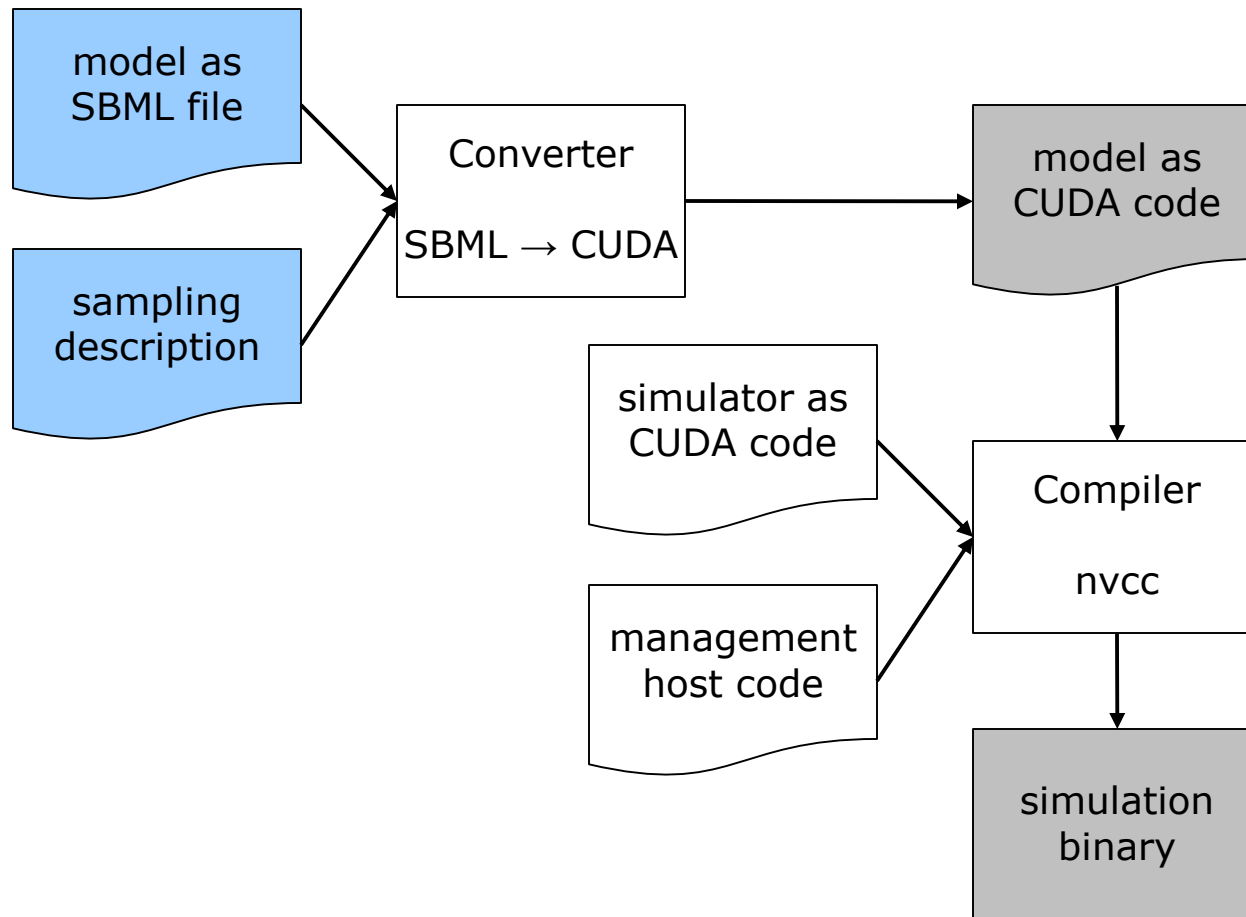 model as
SBML file
Converter
SBML → CUDA
model as
CUDA code
sampling
description
simulator as
CUDA code
Compiler
nvcc
management
host code
simulation
binary